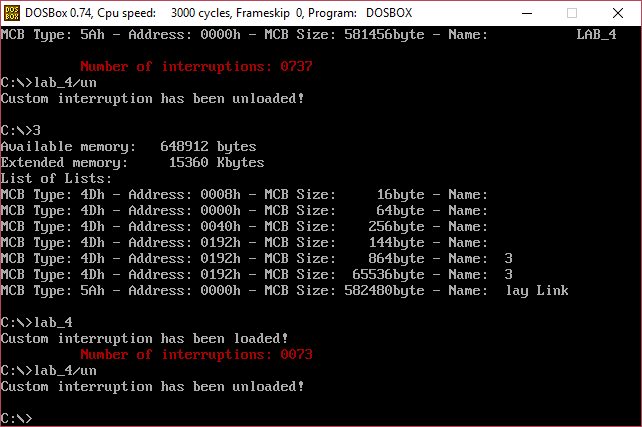 DOSBox 0.74, Cpu speed: 3000 cycles, Frameskip 0, Program: DOSBOX
MCB Type: 5Ah - Address: 0000h - MCB Size: 581456byte - Name: LAB_4
Number of interruptions: 0737
C:\>lab_4/un
Custom interruption has been unloaded!
C:\>3
Available memory: 648912 bytes
Extended memory: 15360 Kbytes
List of Lists:
MCB Type: 4Dh - Address: 0008h - MCB Size: 16byte - Name:
MCB Type: 4Dh - Address: 0000h - MCB Size: 64byte - Name:
MCB Type: 4Dh - Address: 0040h - MCB Size: 256byte - Name:
MCB Type: 4Dh - Address: 0192h - MCB Size: 144byte - Name:
MCB Type: 4Dh - Address: 0192h - MCB Size: 864byte - Name: 3
MCB Type: 4Dh - Address: 0192h - MCB Size: 65536byte - Name: 3
MCB Type: 5Ah - Address: 0000h - MCB Size: 582480byte - Name: lay Link
C:\>lab_4
Custom interruption has been loaded!
Number of interruptions: 0073
C:\>lab_4/un
Custom interruption has been unloaded!
C:\>